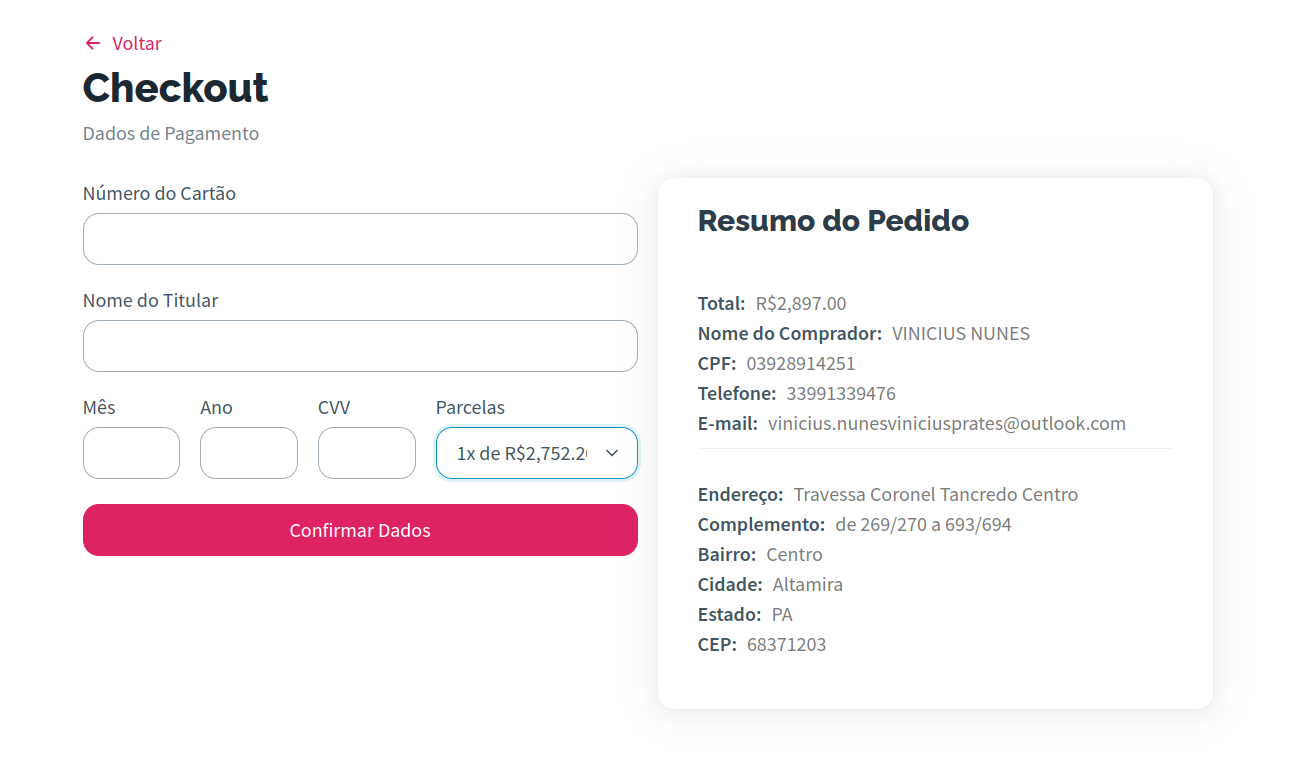 Voltar
Checkout
Dados de Pagamento
Número do Cartão
Nome do Titular
Mês Ano CVV Parcelas
1x de R$2,752.2
Confirmar Dados
Resumo do Pedido
Total: R$2,897.00
Nome do Comprador: VINICIUS NUNES
CPF: 03928914251
Telefone: 33991339476
E-mail: vinicius.nunesviniciusprates@outlook.com
Endereço: Travessa Coronel Tancredo Centro
Complemento: de 269/270 a 693/694
Bairro: Centro
Cidade: Altamira
Estado: PA
CEP: 68371203